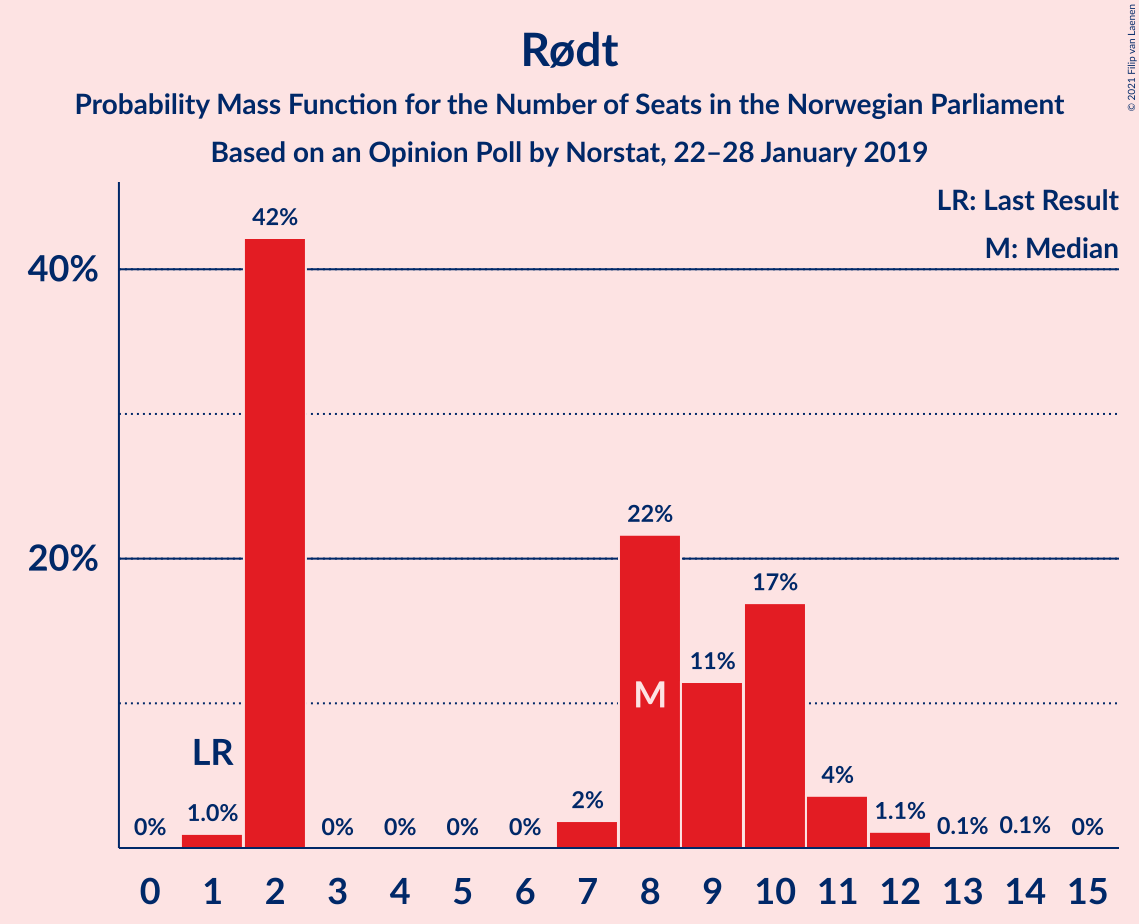 Rødt
Probability Mass Function for the Number of Seats in the Norwegian Parliament
Based on an Opinion Poll by Norstat, 22–28 January 2019
© 2021 Filip van Laenen
LR: Last Result
M: Median
40%
20%
0%
1.0%
42%
0%
0%
0%
0%
2%
22%
11%
17%
4%
1.1%
0.1%
0.1%
0%
LR
M
0 1 2 3 4 5 6 7 8 9 10 11 12 13 14 15